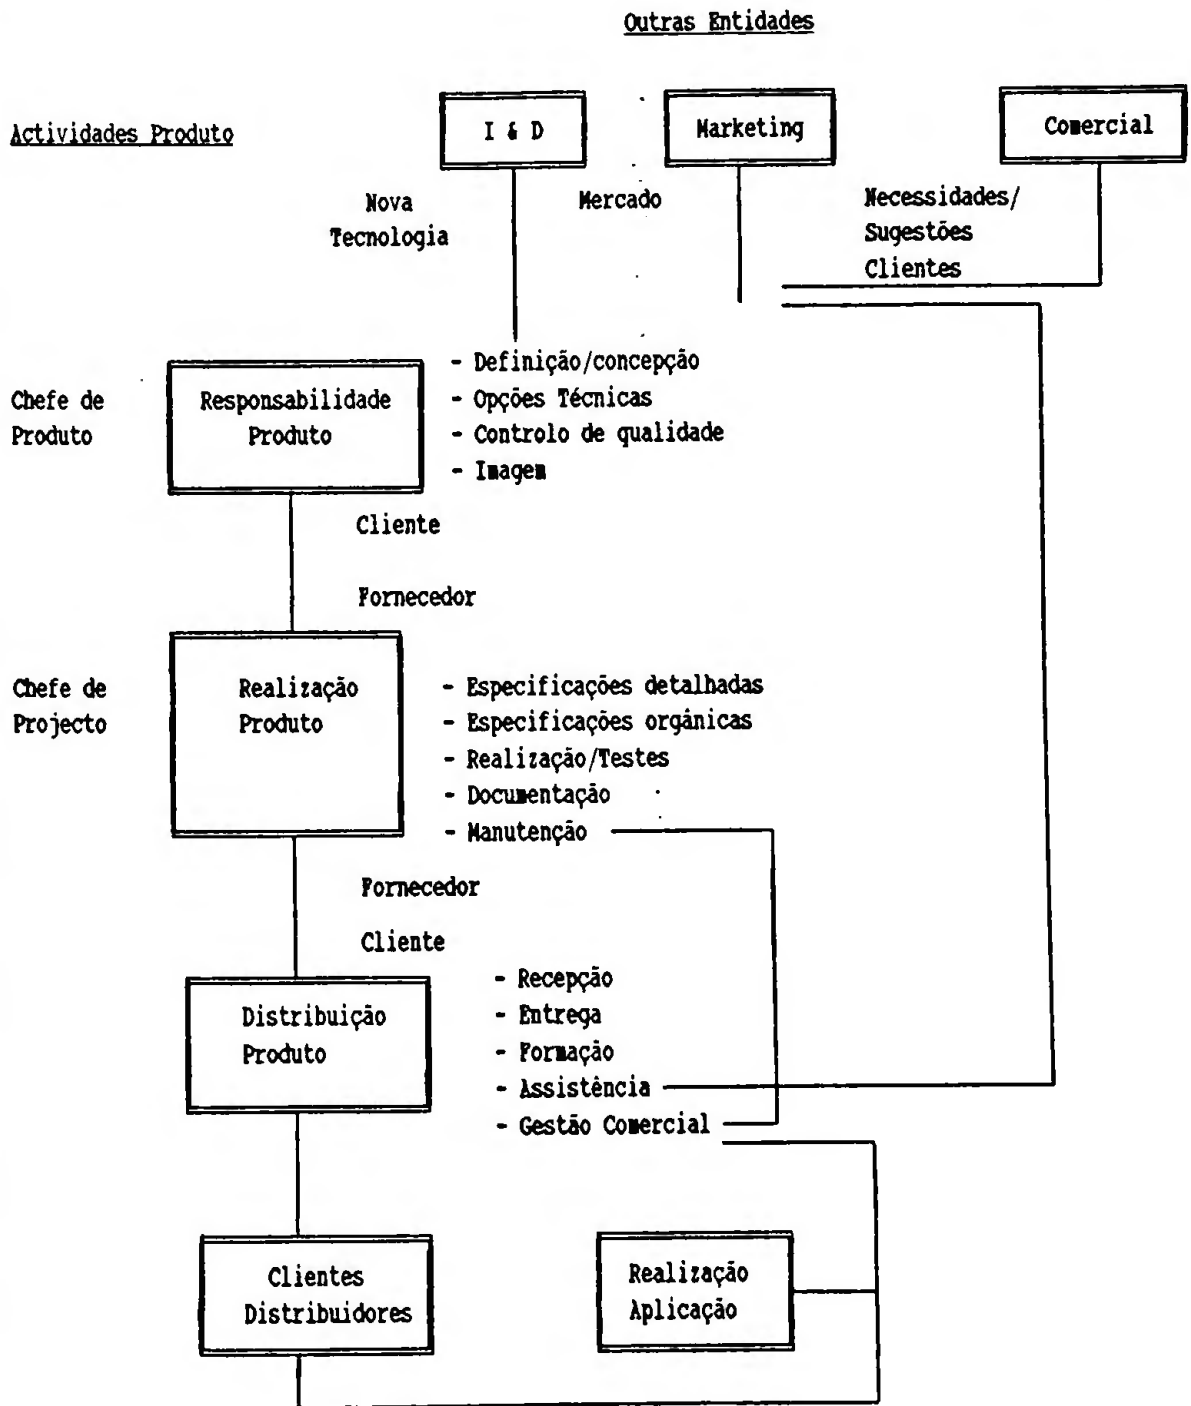 Outras Entidades
Actividades Produto
I & D
Marketing
Comercial
Nova
Tecnologia
Mercado
Necessidades/
Sugestões
Clientes
Chefe de
Produto
Responsabilidade
Produto
- Definição/concepção
- Opções Técnicas
- Controlo de qualidade
- Imagem
Cliente
Fornecedor
Chefe de
Projecto
Realização
Produto
- Especificações detalhadas
- Especificações orgânicas
- Realização/Testes
- Documentação
- Manutenção
Fornecedor
Cliente
Distribuição
Produto
- Recepção
- Entrega
- Formação
- Assistência
- Gestão Comercial
Clientes
Distribuidores
Realização
Aplicação